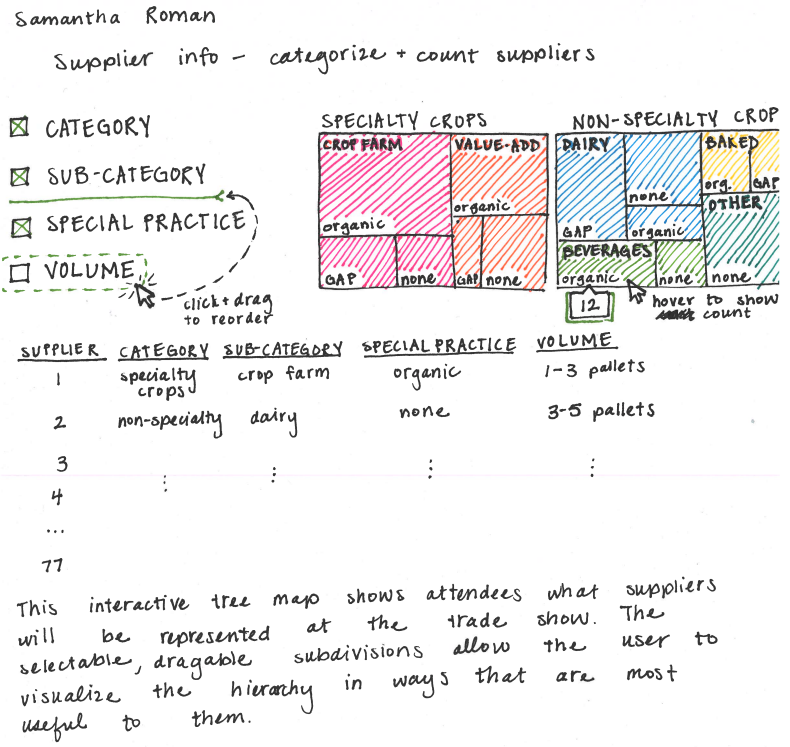 Samantha Roman
Supplier info - categorize + count suppliers
CATEGORY
SUB-CATEGORY
SPECIAL PRACTICE
VOLUME
click + drag
to reorder
SPECIALTY CROPS
CROP FARM
organic
GAP
none
VALUE-ADD
organic
GAP
none
NON-SPECIALTY CROP
DAIRY
GAP
none
organic
BAKED
org.
GAP
OTHER
none
BEVERAGES
organic
none
12
hover to show
count
SUPPLIER CATEGORY SUB-CATEGORY SPECIAL PRACTICE VOLUME
1 specialty crops crop farm organic 1-3 pallets
2 non-specialty dairy none 3-5 pallets
3
4
...
77
This interactive tree map shows attendees what suppliers
will be represented at the trade show. The
selectable, dragable subdivisions allow the user to
visualize the hierarchy in ways that are most
useful to them.